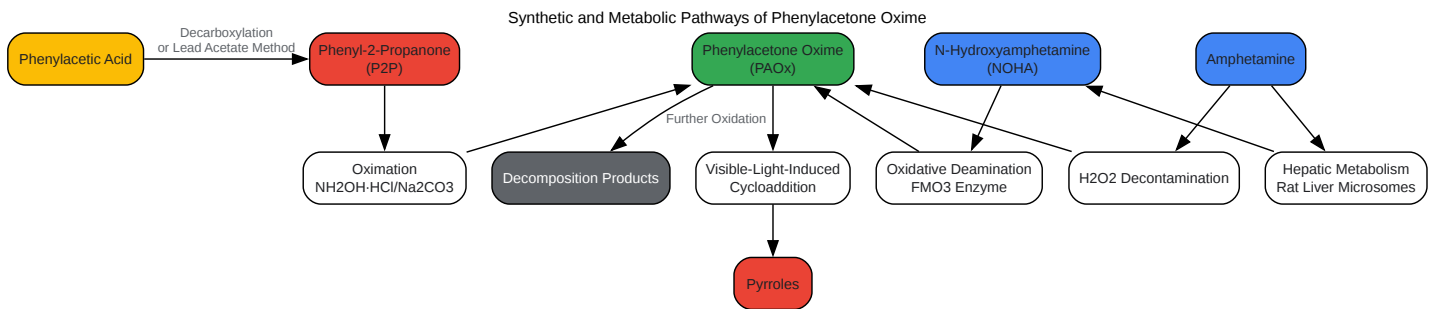 Synthetic and Metabolic Pathways of Phenylacetone Oxime
Phenylacetic Acid
Decarboxylation
or Lead Acetate Method
Phenyl-2-Propanone
(P2P)
Phenylacetone Oxime
(PAOx)
N-Hydroxyamphetamine
(NOHA)
Amphetamine
Further Oxidation
Oximation
NH2OH·HCl/Na2CO3
Decomposition Products
Visible-Light-Induced
Cycloaddition
Oxidative Deamination
FMO3 Enzyme
H2O2 Decontamination
Hepatic Metabolism
Rat Liver Microsomes
Pyrroles